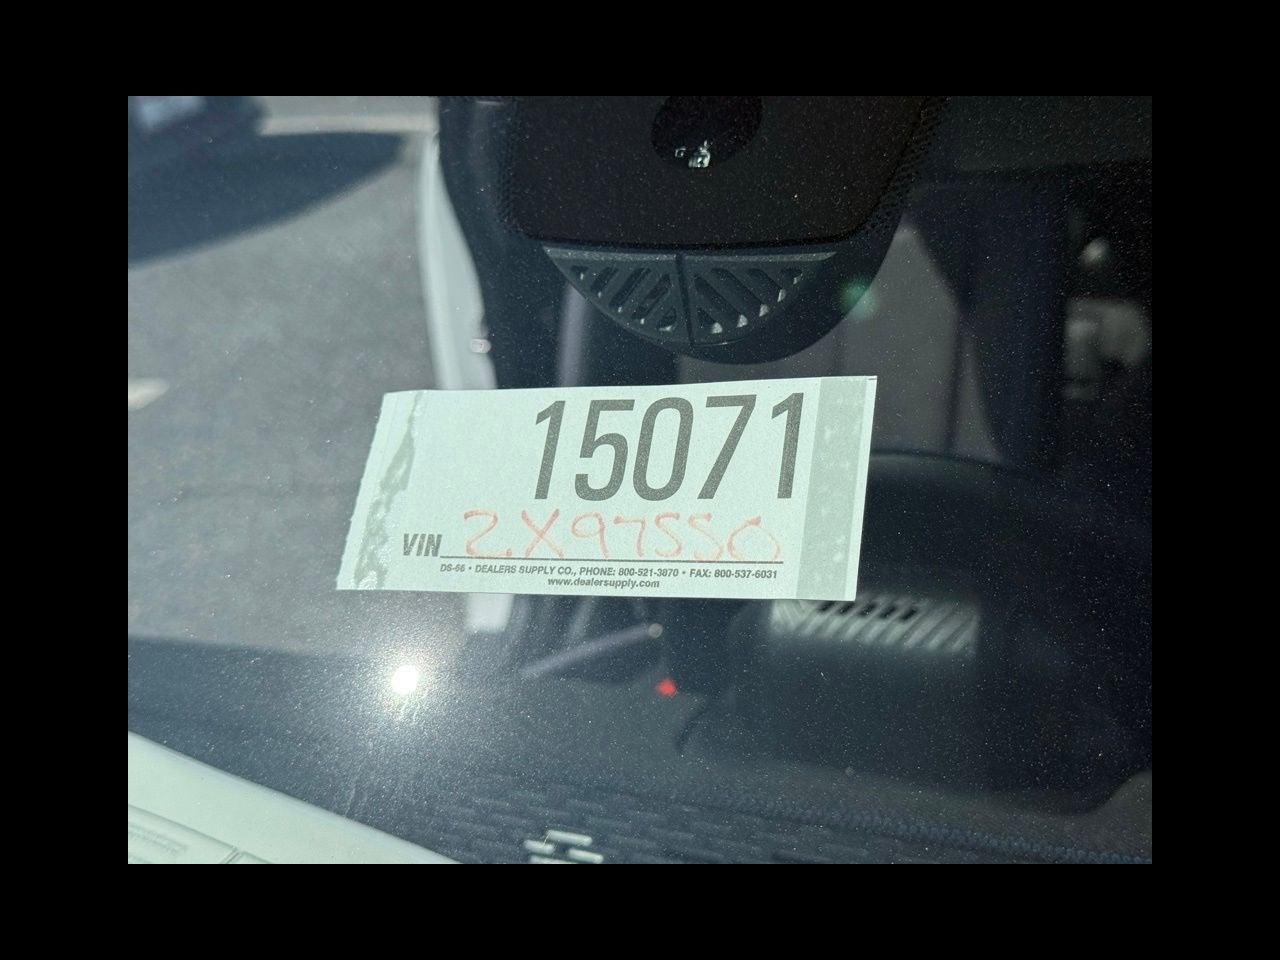 15071
VIN 2X97550
DS-66 • DEALERS SUPPLY CO., PHONE: 800-521-3870 • FAX: 800-537-6031
www.dealersupply.com